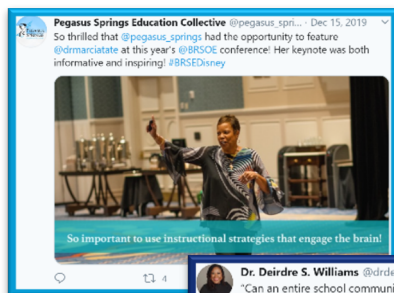 Pegasus Springs Education Collective @pegasus_spri... · Dec 15, 2019
So thrilled that @pegasus_springs had the opportunity to feature
@drmarciatate at this year's @BRSOE conference! Her keynote was both
informative and inspiring! #BRSEDisney
So important to use instructional strategies that engage the brain!
4
Dr. Deirdre S. Williams @drde
"Can an entire school communi